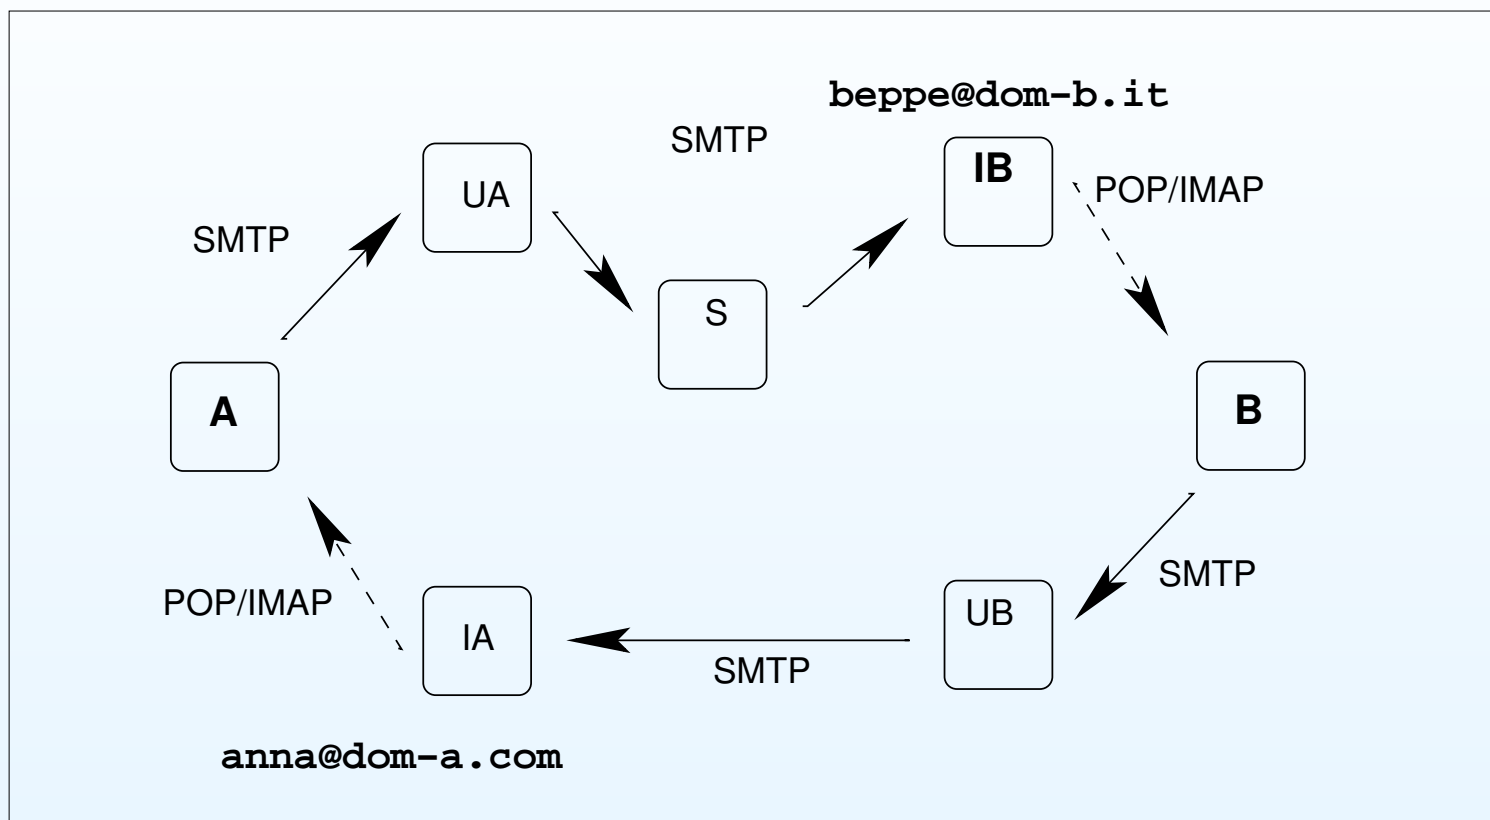 beppe@dom-b.it
SMTP
IB
UA
POP/IMAP
SMTP
S
A
B
SMTP
POP/IMAP
UB
IA
SMTP
anna@dom-a.com